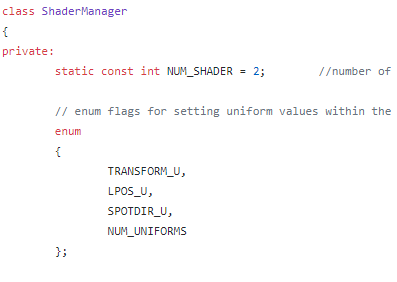 class ShaderManager
{
private:
static const int NUM_SHADER = 2; //number of
// enum flags for setting uniform values within the
enum
{
TRANSFORM_U,
LPOS_U,
SPOTDIR_U,
NUM_UNIFORMS
};